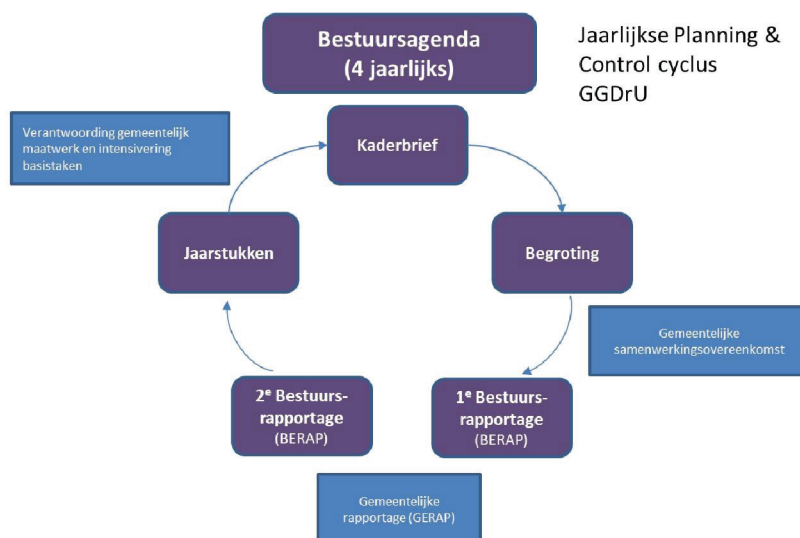 Bestuursagenda
(4 jaarlijks)
Jaarlijkse Planning &
Control cyclus
GGDrU
Verantwoording gemeentelijk
maatwerk en intensivering
basistaken
Kaderbrief
Jaarstukken
Begroting
Gemeentelijke
samenwerkingsovereenkomst
2e Bestuurs-
rapportage
(BERAP)
1e Bestuurs-
rapportage
(BERAP)
Gemeentelijke
rapportage (GERAP)